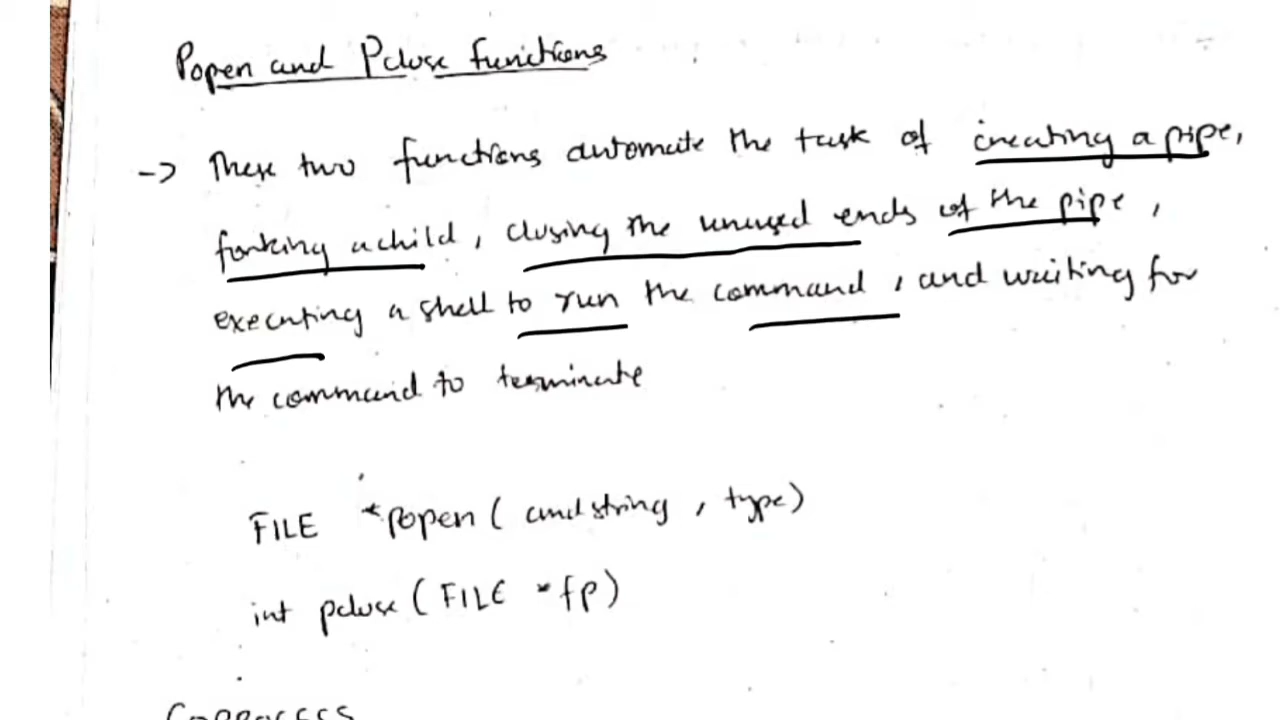 Popen and Pclose functions
-> These two functions automate the task of creating a pipe,
forking a child, closing the unused ends of the pipe,
executing a shell to run the command, and waiting for
the command to terminate
FILE *popen( cmdstring, type)
int pclose (FILE *fp)
Coprocess